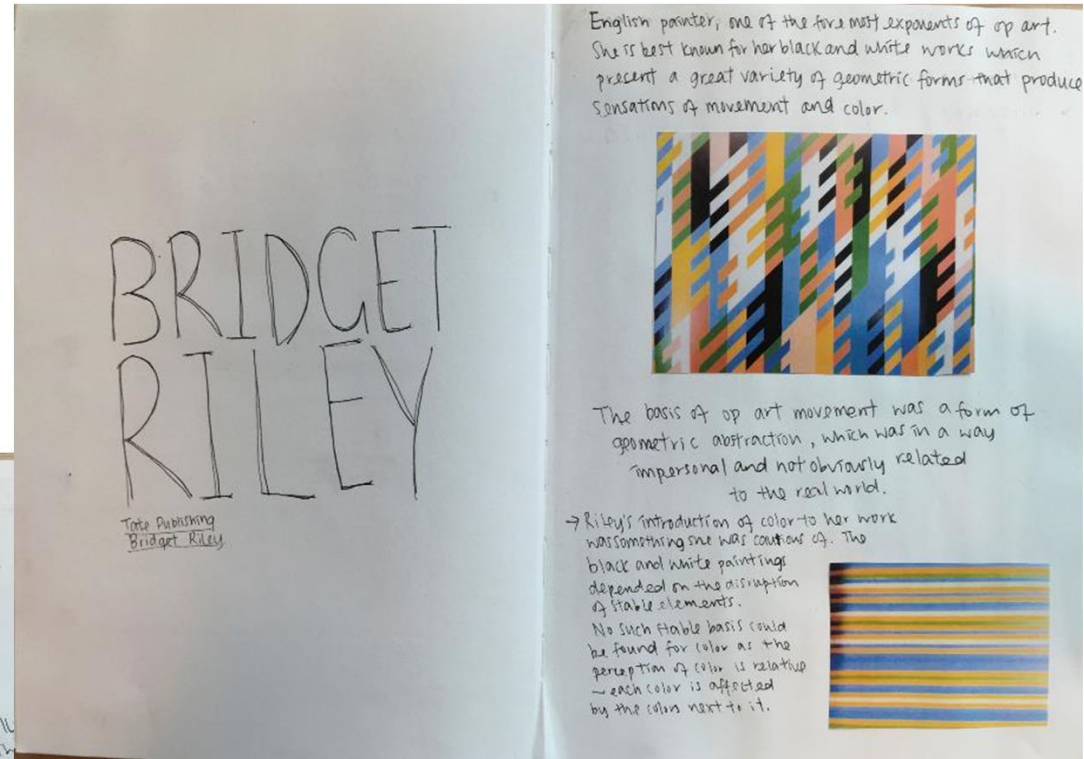 BRIDGET
RILEY
Tate Publishing
Bridget Riley
English painter, one of the foremost exponents of op art.
She is best known for her black and white works which
present a great variety of geometric forms that produce
sensations of movement and color.
The basis of op art movement was a form of
geometric abstraction, which was in a way
impersonal and not obviously related
to the real world.
→ Riley's introduction of color to her work
was something she was cautious of. The
black and white paintings
depended on the disruption
of stable elements.
No such stable basis could
be found for color as the
perception of color is relative
— each color is affected
by the colors next to it.